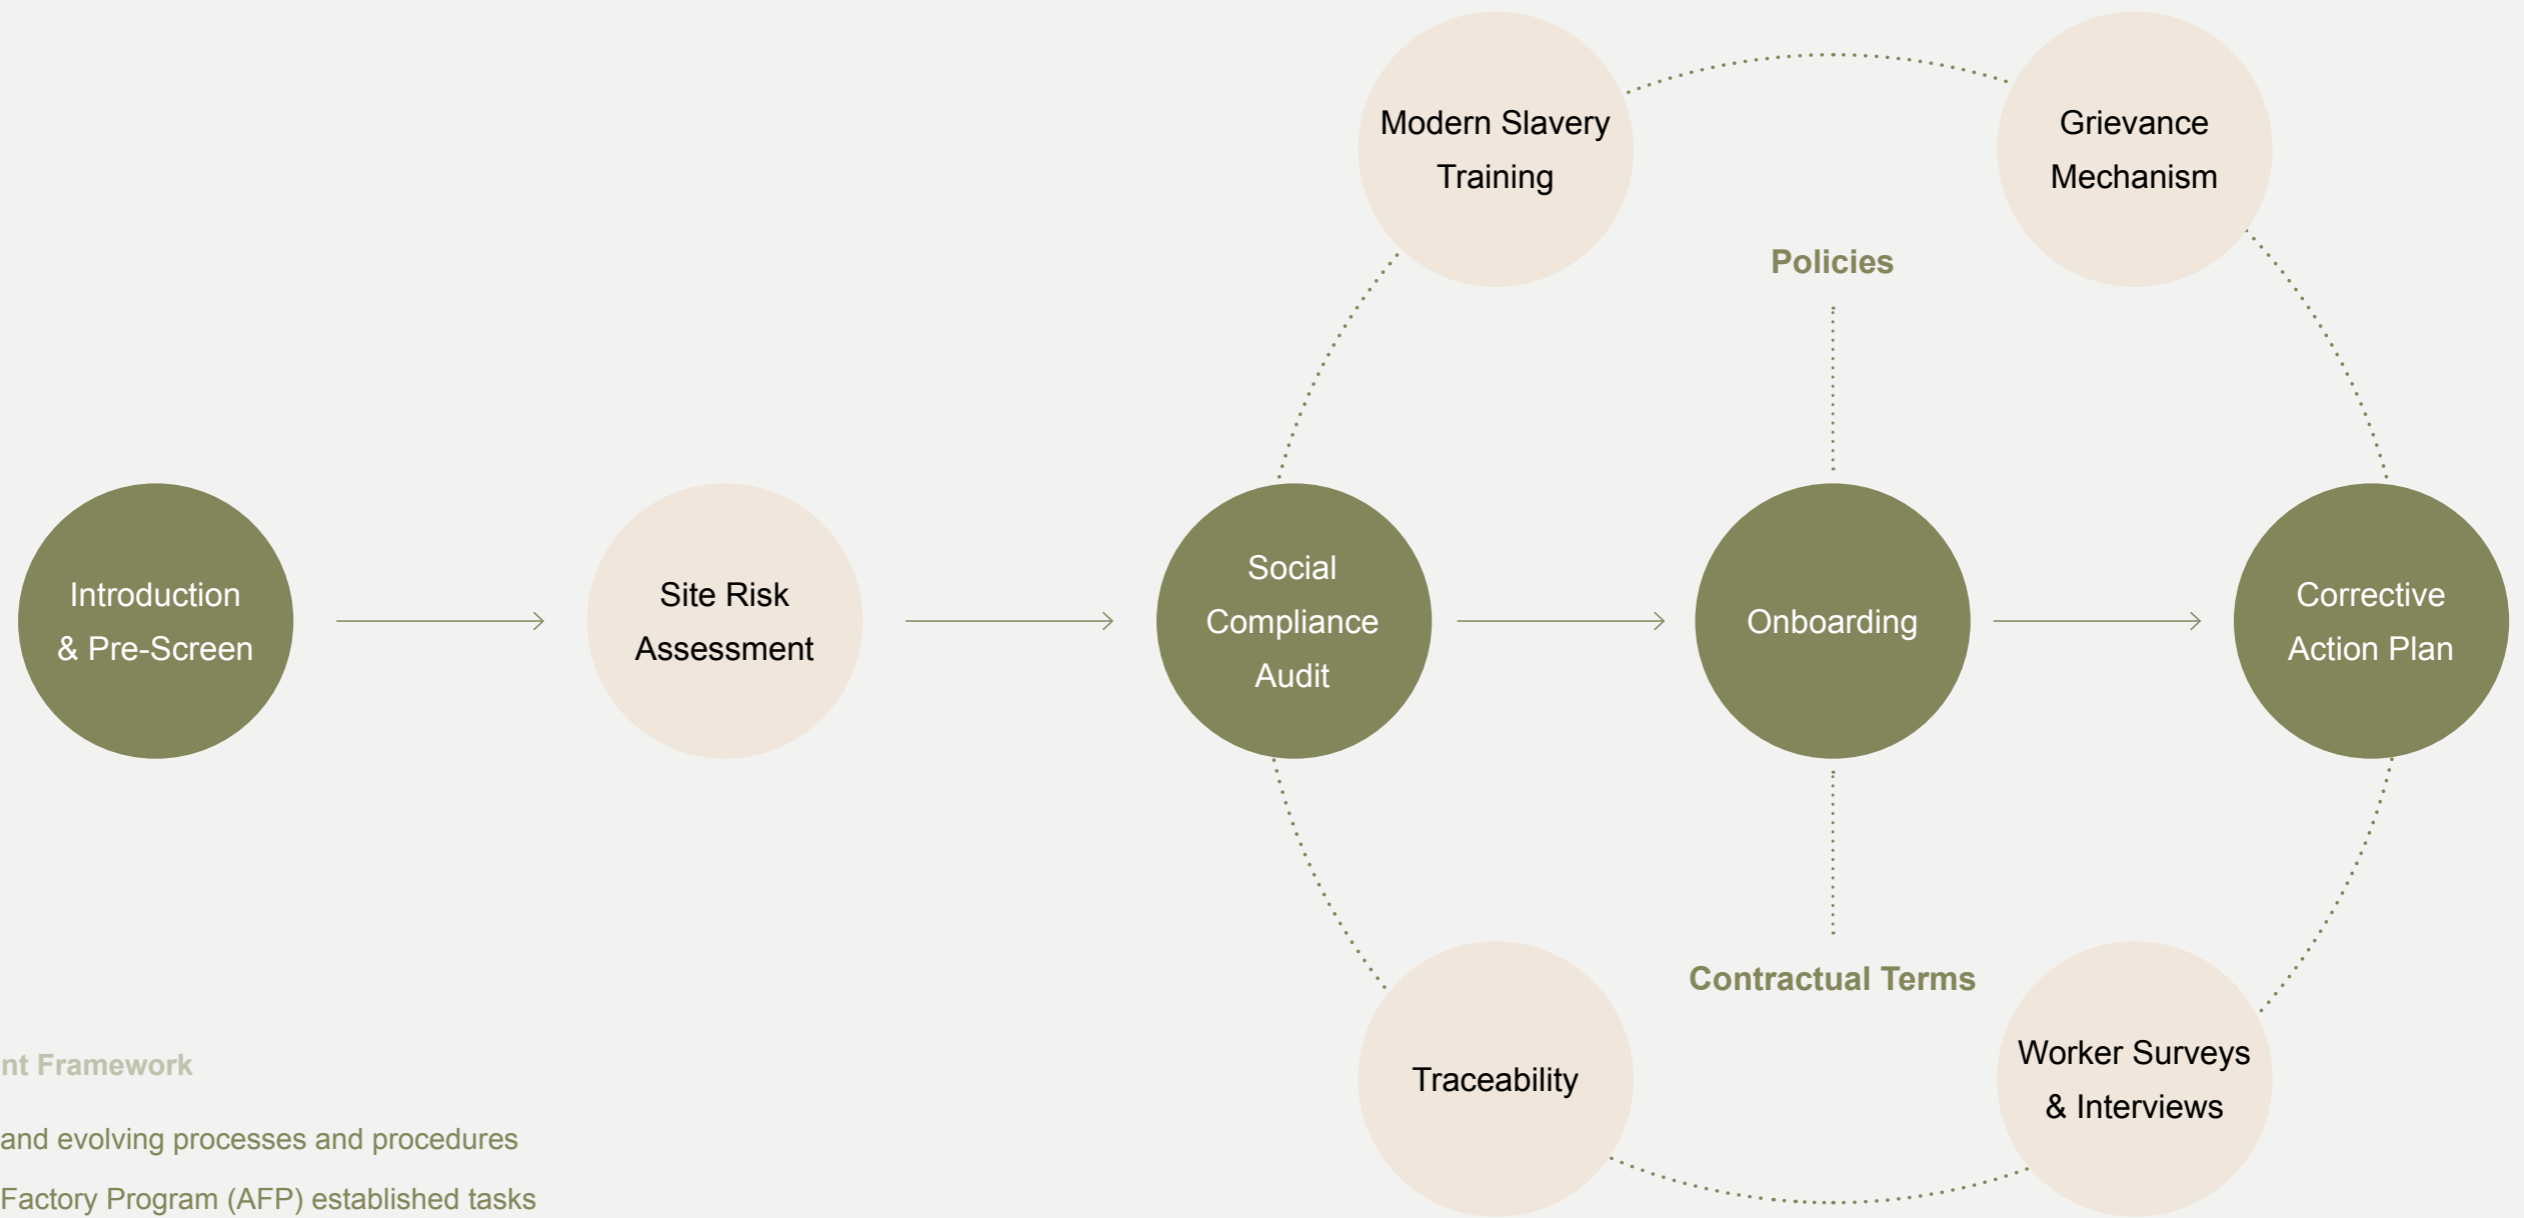 Modern Slavery
Training
Grievance
Mechanism
Policies
Introduction
& Pre-Screen
Site Risk
Assessment
Social
Compliance
Audit
Onboarding
Corrective
Action Plan
Contractual Terms
Traceability
Worker Surveys
& Interviews
nt Framework
and evolving processes and procedures
Factory Program (AFP) established tasks